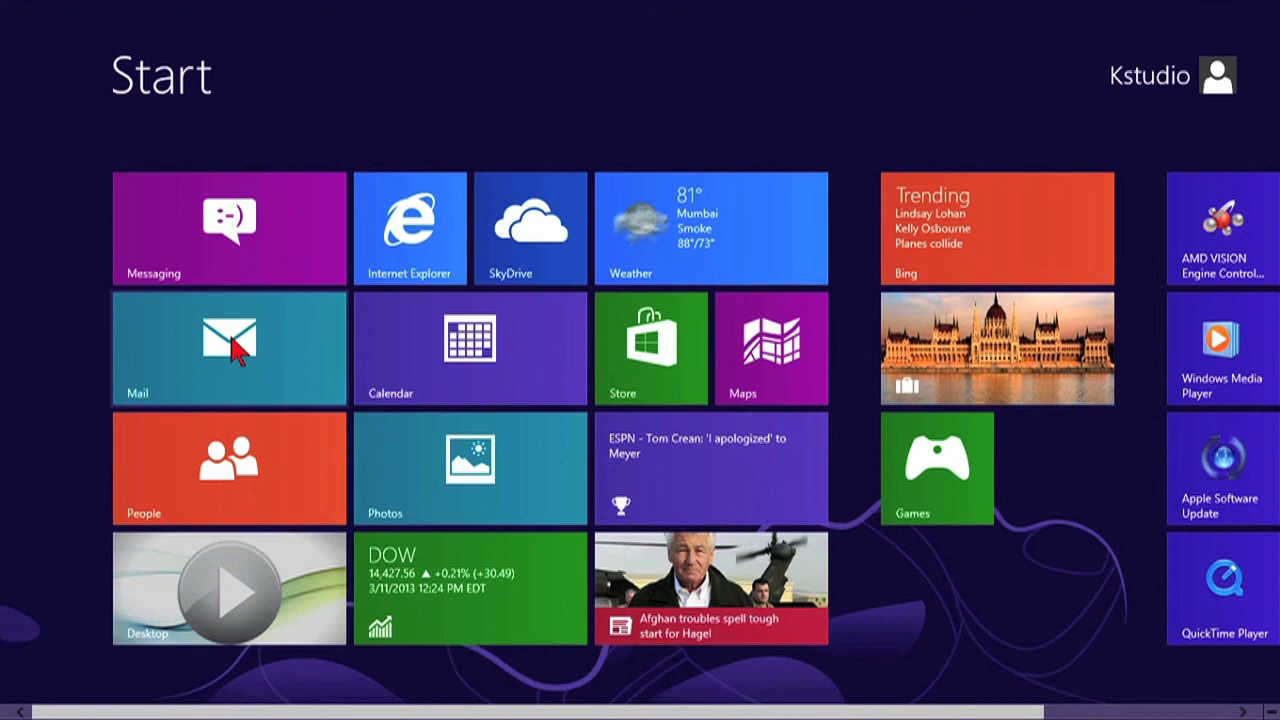 Start
Kstudio
:-)
Messaging
Internet Explorer
SkyDrive
81°
Mumbai
Smoke
88°/73°
Weather
Trending
Lindsay Lohan
Kelly Osbourne
Planes collide
Bing
AMD VISION
Engine Control...
Mail
Calendar
Store
Maps
Windows Media
Player
People
Photos
ESPN - Tom Crean: 'I apologized' to
Meyer
Games
Apple Software
Update
Desktop
DOW
14,427.56 ▲ +0.21% (+30.49)
3/11/2013 12:24 PM EDT
Afghan troubles spell tough
start for Hagel
QuickTime Player